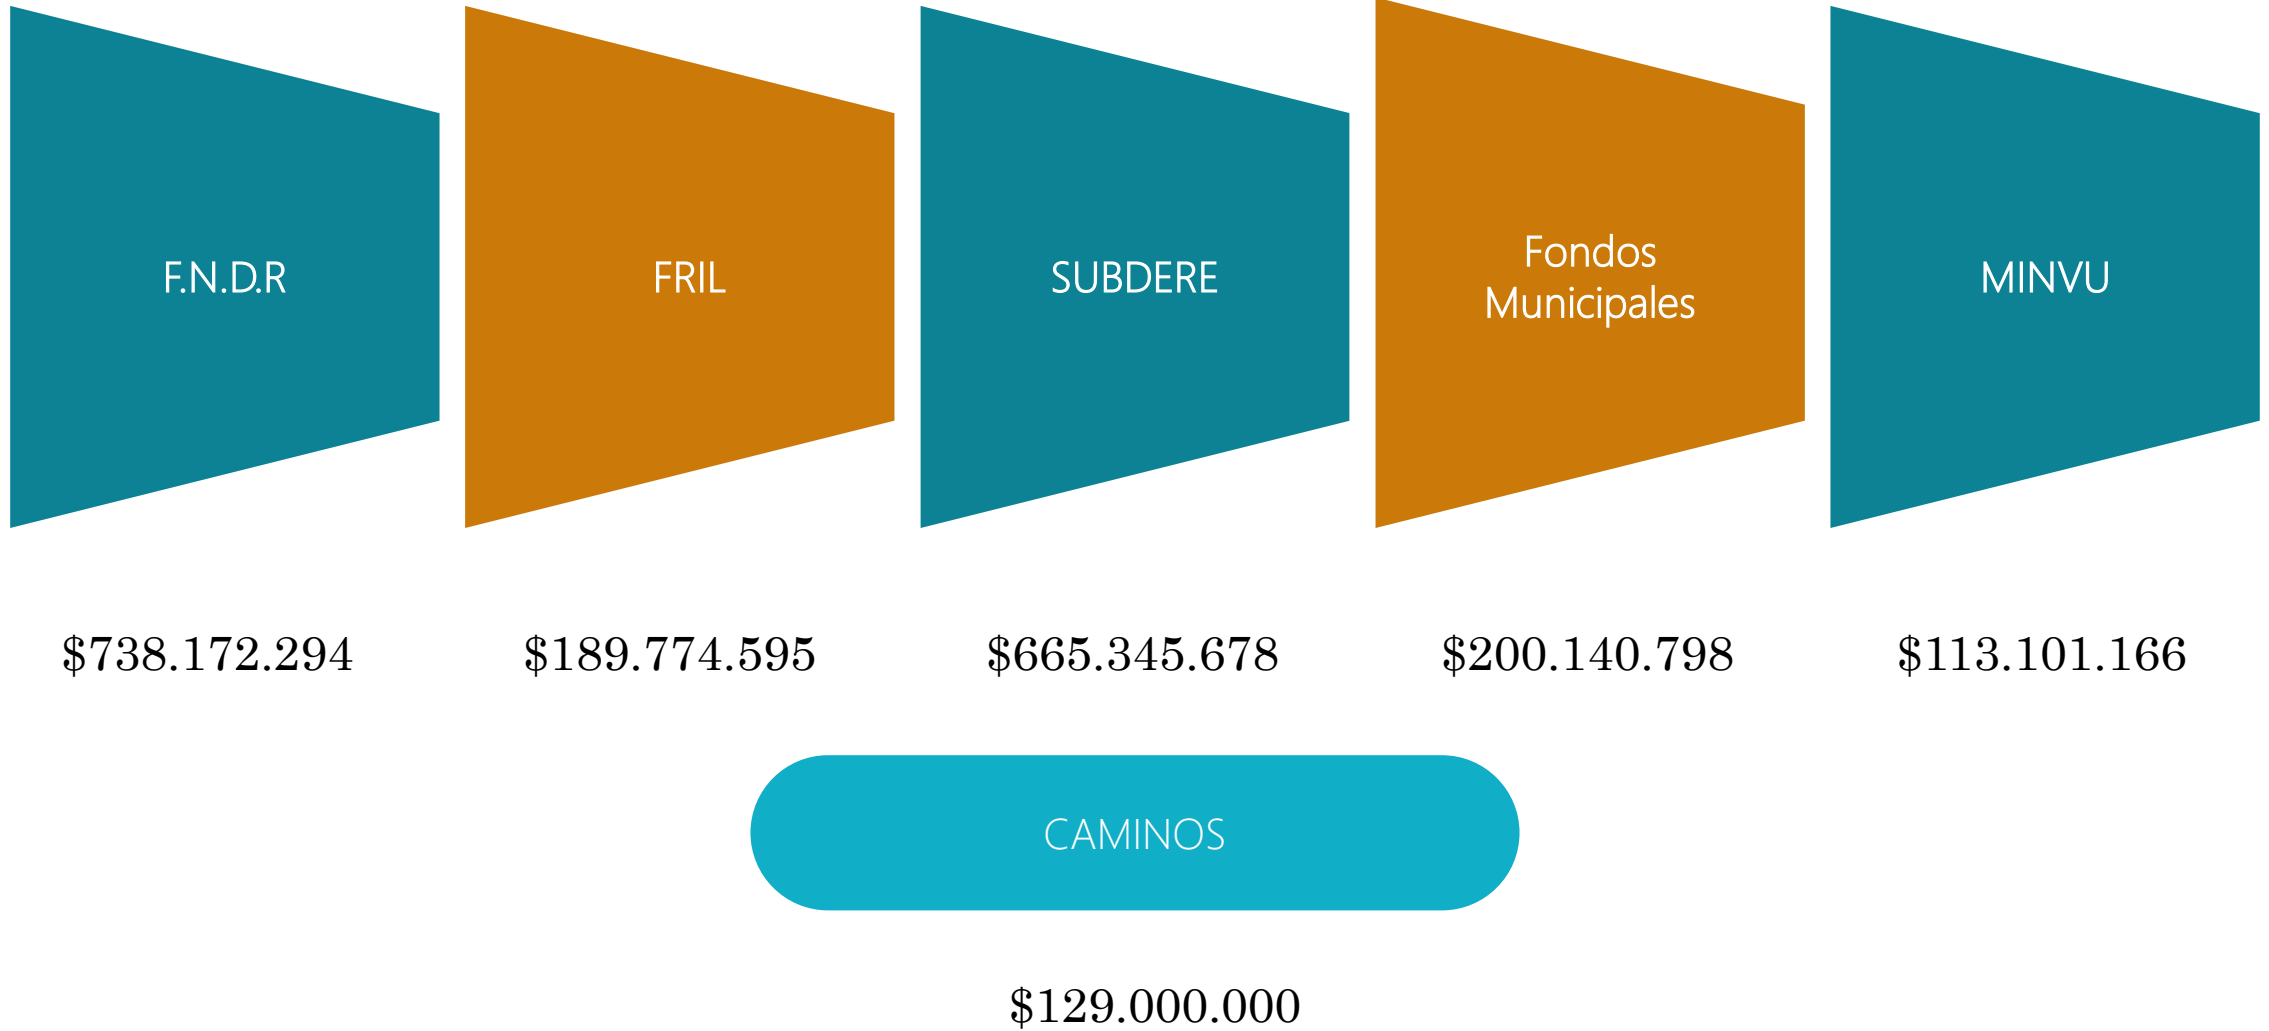 F.N.D.R
FRIL
SUBDERE
Fondos
Municipales
MINVU
$738.172.294
$189.774.595
$665.345.678
$200.140.798
$113.101.166
CAMINOS
$129.000.000